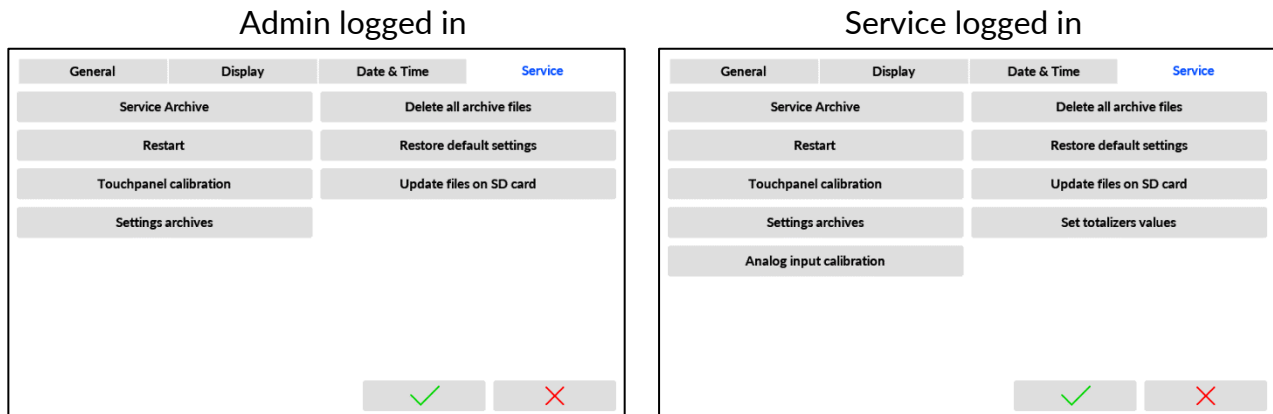 Admin logged in
General Display Date & Time Service
Service Archive Delete all archive files
Restart Restore default settings
Touchpanel calibration Update files on SD card
Settings archives
Service logged in
General Display Date & Time Service
Service Archive Delete all archive files
Restart Restore default settings
Touchpanel calibration Update files on SD card
Settings archives Set totalizers values
Analog input calibration